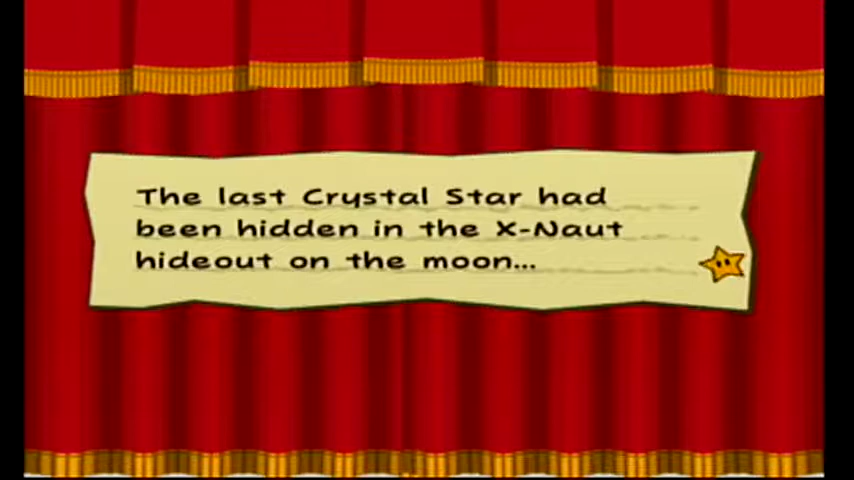 The last Crystal Star had
been hidden in the X-Naut
hideout on the moon...